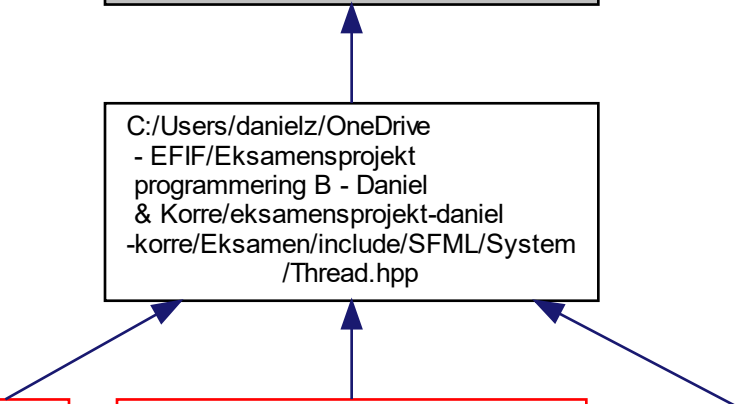 C:/Users/danielz/OneDrive
- EFIF/Eksamensprojekt
programmering B - Daniel
& Korre/eksamensprojekt-daniel
-korre/Eksamen/include/SFML/System
/Thread.hpp